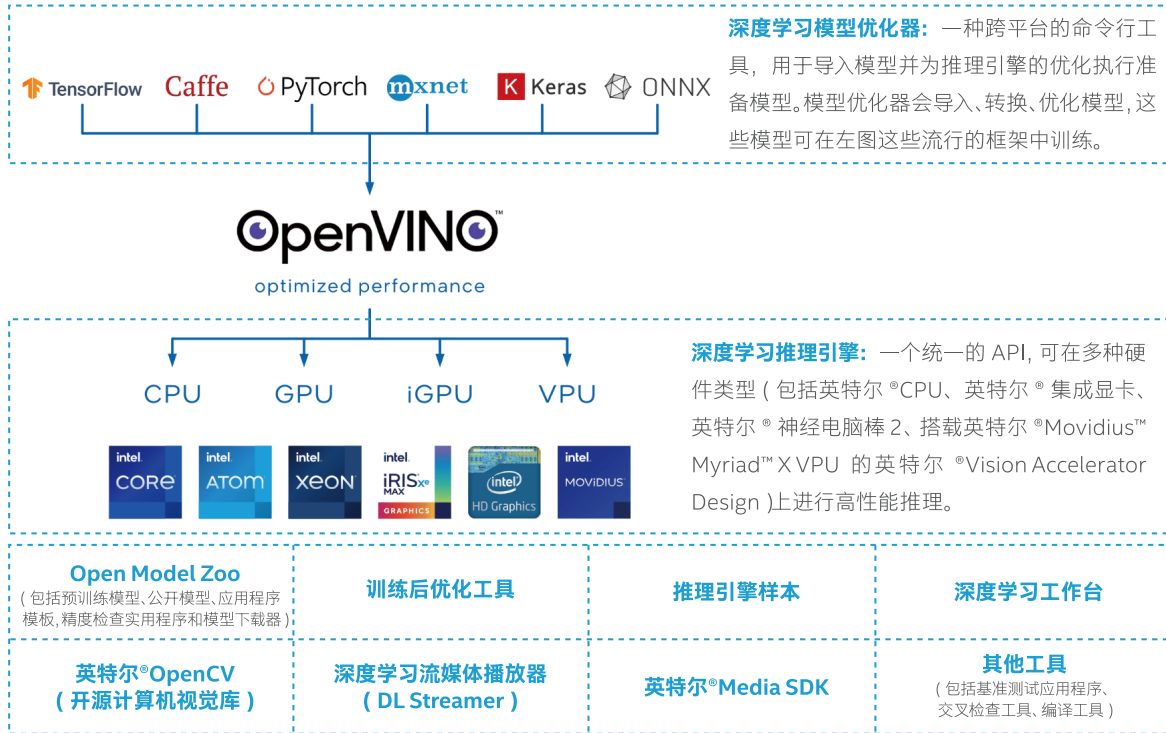 TensorFlow
Caffe
PyTorch
mxnet
K Keras
ONNX
深度学习模型优化器：一种跨平台的命令行工
具，用于导入模型并为推理引擎的优化执行准
备模型。模型优化器会导入、转换、优化模型，这
些模型可在左图这些流行的框架中训练。
OpenVINO™
optimized performance
CPU
GPU
iGPU
VPU
intel.
CORE
intel.
ATOM
intel.
XEON
intel.
iRISxe
MAX
GRAPHICS
intel
HD Graphics
intel.
MOVIDIUS
深度学习推理引擎：一个统一的 API, 可在多种硬
件类型 ( 包括英特尔 ®CPU、英特尔 ® 集成显卡、
英特尔 ® 神经电脑棒 2、搭载英特尔 ®Movidius™
Myriad™ X VPU 的英特尔 ®Vision Accelerator
Design )上进行高性能推理。
Open Model Zoo
( 包括预训练模型、公开模型、应用程序
模板,精度检查实用程序和模型下载器 )
训练后优化工具
推理引擎样本
深度学习工作台
英特尔®OpenCV
( 开源计算机视觉库 )
深度学习流媒体播放器
( DL Streamer )
英特尔®Media SDK
其他工具
( 包括基准测试应用程序、
交叉检查工具、编译工具 )